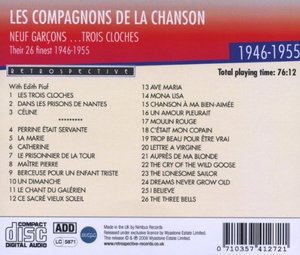 LES COMPAGNONS DE LA CHANSON
NEUF GARÇONS ...TROIS CLOCHES
Their 26 finest 1946-1955
1946-1955
RETROSPECTIVE
Total playing time: 76:12
With Edith Piaf
1 LES TROIS CLOCHES
2 DANS LES PRISONS DE NANTES
3 CÉLINE
4 PERRINE ÉTAIT SERVANTE
5 LA MARIE
6 CATHERINE
7 LE PRISONNIER DE LA TOUR
8 MAÎTRE PIERRE
9 BERCEUSE POUR UN ENFANT TRISTE
10 UN DIMANCHE
11 LE CHANT DU GALÉRIEN
12 CE SACRÉ VIEUX SOLEIL
13 AVE MARIA
14 MONA LISA
15 CHANSON À MA BIEN-AIMÉE
16 UN AMOUR PLEURAIT
17 MOULIN ROUGE
18 C'ÉTAIT MON COPAIN
19 TROP BEAU POUR ÊTRE VRAI
20 LETTRE A VIRGINIE
21 AUPRÈS DE MA BLONDE
22 THE CRY OF THE WILD GOOSE
23 THE LONESOME SAILOR
24 DREAMS NEVER GROW OLD
25 I BELIEVE
26 THE THREE BELLS
COMPACT
disc
DIGITAL AUDIO
ADD
LC 5871
Made in the UK by Nimbus Records
Released under exclusive licence by Wyastone Estate Limited.
© 2006 Wyastone Estate Limited.
www.retrospective-records.co.uk
0 710357 412721